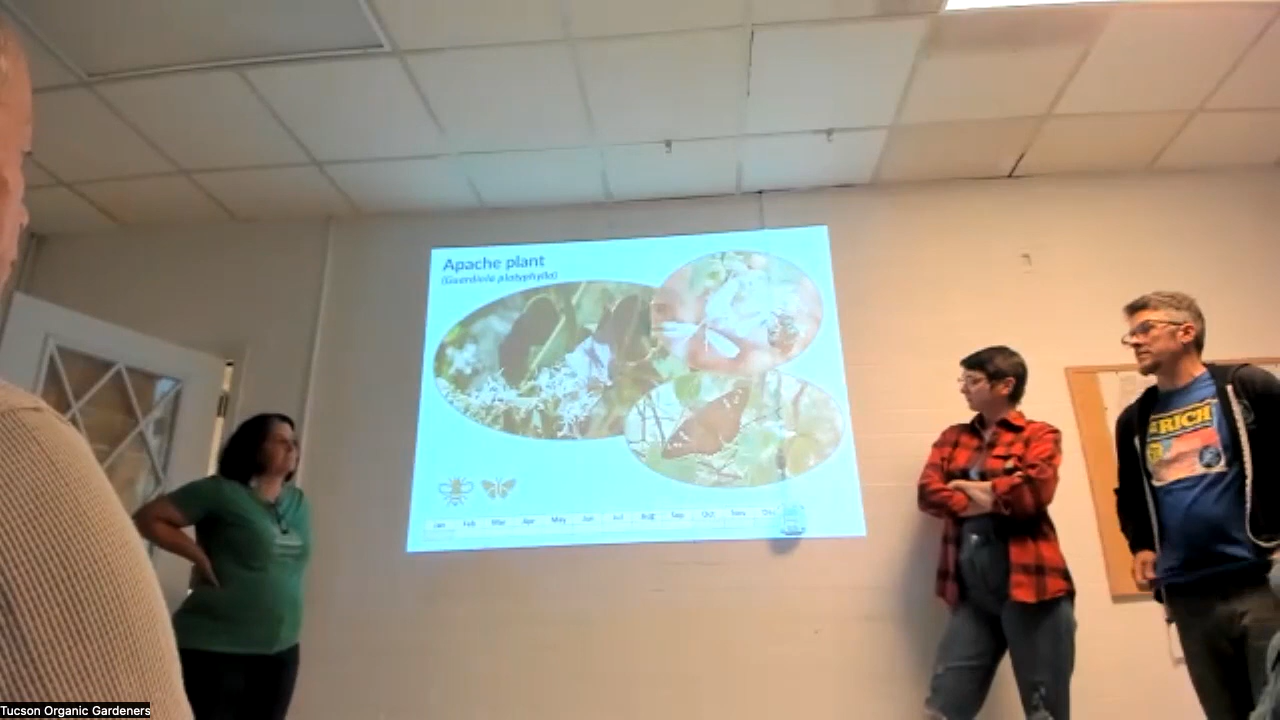 Apache plant
(Guardiola platyphylla)
Jan Feb Mar Apr May Jun Jul Aug Sep Oct Nov Dec
RICH
Tucson Organic Gardeners